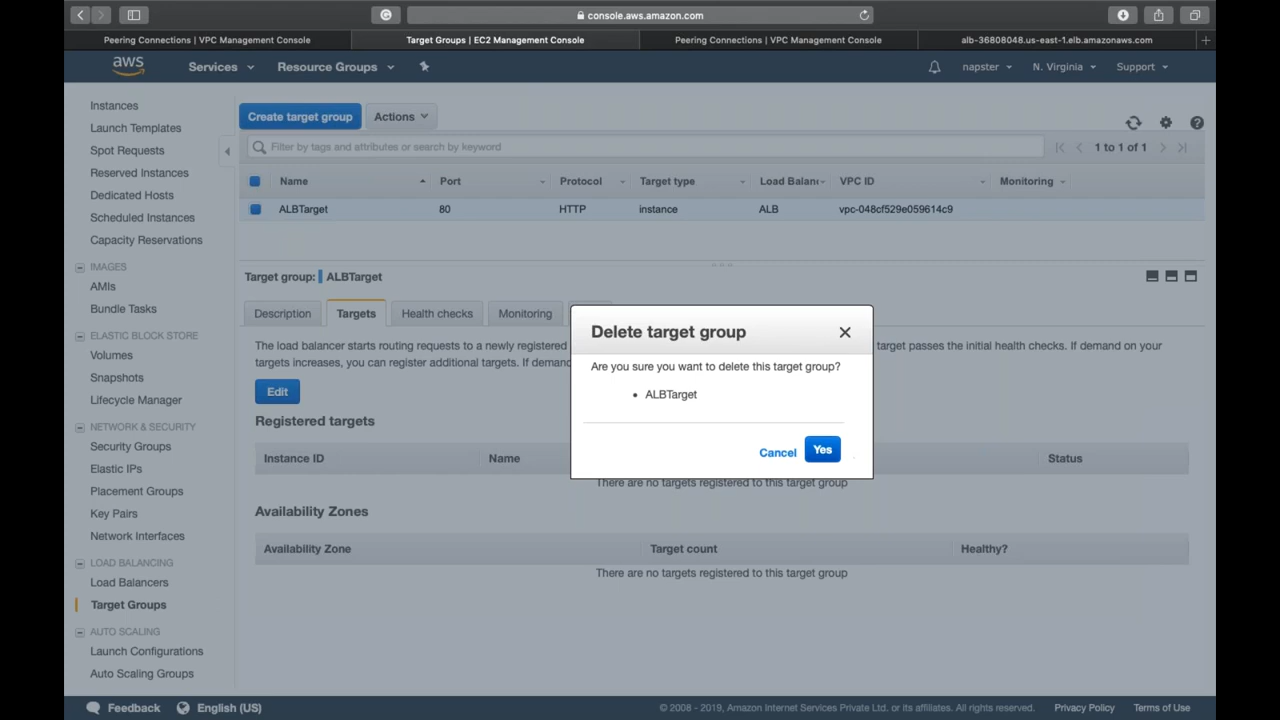 console.aws.amazon.com
Peering Connections | VPC Management Console
Target Groups | EC2 Management Console
Peering Connections | VPC Management Console
alb-36808048.us-east-1.elb.amazonaws.com
aws
Services
Resource Groups
napster
N. Virginia
Support
Instances
Launch Templates
Spot Requests
Reserved Instances
Dedicated Hosts
Scheduled Instances
Capacity Reservations
IMAGES
AMIs
Bundle Tasks
ELASTIC BLOCK STORE
Volumes
Snapshots
Lifecycle Manager
NETWORK & SECURITY
Security Groups
Elastic IPs
Placement Groups
Key Pairs
Network Interfaces
LOAD BALANCING
Load Balancers
Target Groups
AUTO SCALING
Launch Configurations
Auto Scaling Groups
Create target group
Actions
Filter by tags and attributes or search by keyword
1 to 1 of 1
Name Port Protocol Target type Load Balan VPC ID Monitoring
ALBTarget 80 HTTP instance ALB vpc-048cf529e059614c9
Target group: ALBTarget
Description
Targets
Health checks
Monitoring
The load balancer starts routing requests to a newly registered target passes the initial health checks. If demand on your
targets increases, you can register additional targets. If demand
Edit
Registered targets
Instance ID Name Status
There are no targets registered to this target group
Availability Zones
Availability Zone Target count Healthy?
There are no targets registered to this target group
Delete target group
Are you sure you want to delete this target group?
• ALBTarget
Cancel
Yes
Feedback
English (US)
© 2008 - 2019, Amazon Internet Services Private Ltd. or its affiliates. All rights reserved.
Privacy Policy
Terms of Use